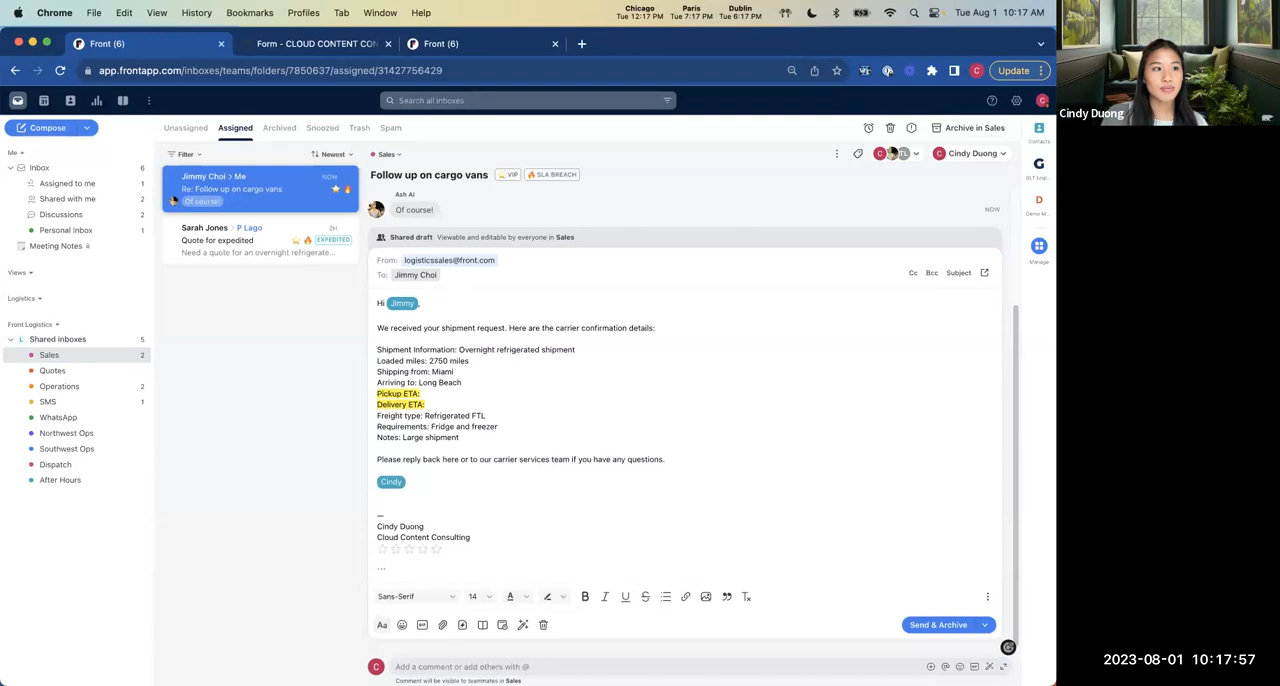 Chrome File Edit View History Bookmarks Profiles Tab Window Help
Chicago
Tue 12:17 PM
Paris
Tue 7:17 PM
Dublin
Tue 6:17 PM
Tue Aug 1 10:17 AM
Front (6)
Form - CLOUD CONTENT CON
Front (6)
app.frontapp.com/inboxes/teams/folders/7850637/assigned/31427756429
C
Update
Search all inboxes
C
Compose
Unassigned Assigned Archived Snoozed Trash Spam
Archive in Sales
Me
Inbox 6
Assigned to me 1
Shared with me 2
Discussions 2
Personal Inbox 1
Meeting Notes
Views
Logistics
Front Logistics
L Shared inboxes 5
Sales 2
Quotes
Operations 2
SMS 1
WhatsApp
Northwest Ops
Southwest Ops
Dispatch
After Hours
Filter Newest
Jimmy Choi > Me NOW
Re: Follow up on cargo vans
Of course!
Sarah Jones > P Lago 2H
Quote for expedited EXPEDITED
Need a quote for an overnight refrigerate...
Sales
C TL C Cindy Duong
Follow up on cargo vans VIP SLA BREACH
Ash Al
Of course! NOW
Shared draft Viewable and editable by everyone in Sales
From: logisticssales@front.com
To: Jimmy Choi
Cc Bcc Subject
Hi Jimmy,
We received your shipment request. Here are the carrier confirmation details:
Shipment Information: Overnight refrigerated shipment
Loaded miles: 2750 miles
Shipping from: Miami
Arriving to: Long Beach
Pickup ETA:
Delivery ETA:
Freight type: Refrigerated FTL
Requirements: Fridge and freezer
Notes: Large shipment
Please reply back here or to our carrier services team if you have any questions.
Cindy
—
Cindy Duong
Cloud Content Consulting
...
Sans-Serif 14 A B I U S
Aa GIF Send & Archive
C Add a comment or add others with @
Comment will be visible to teammates in Sales
Contacts
G
GLT Logi...
D
Demo M...
Manage
Cindy Duong
2023-08-01 10:17:57